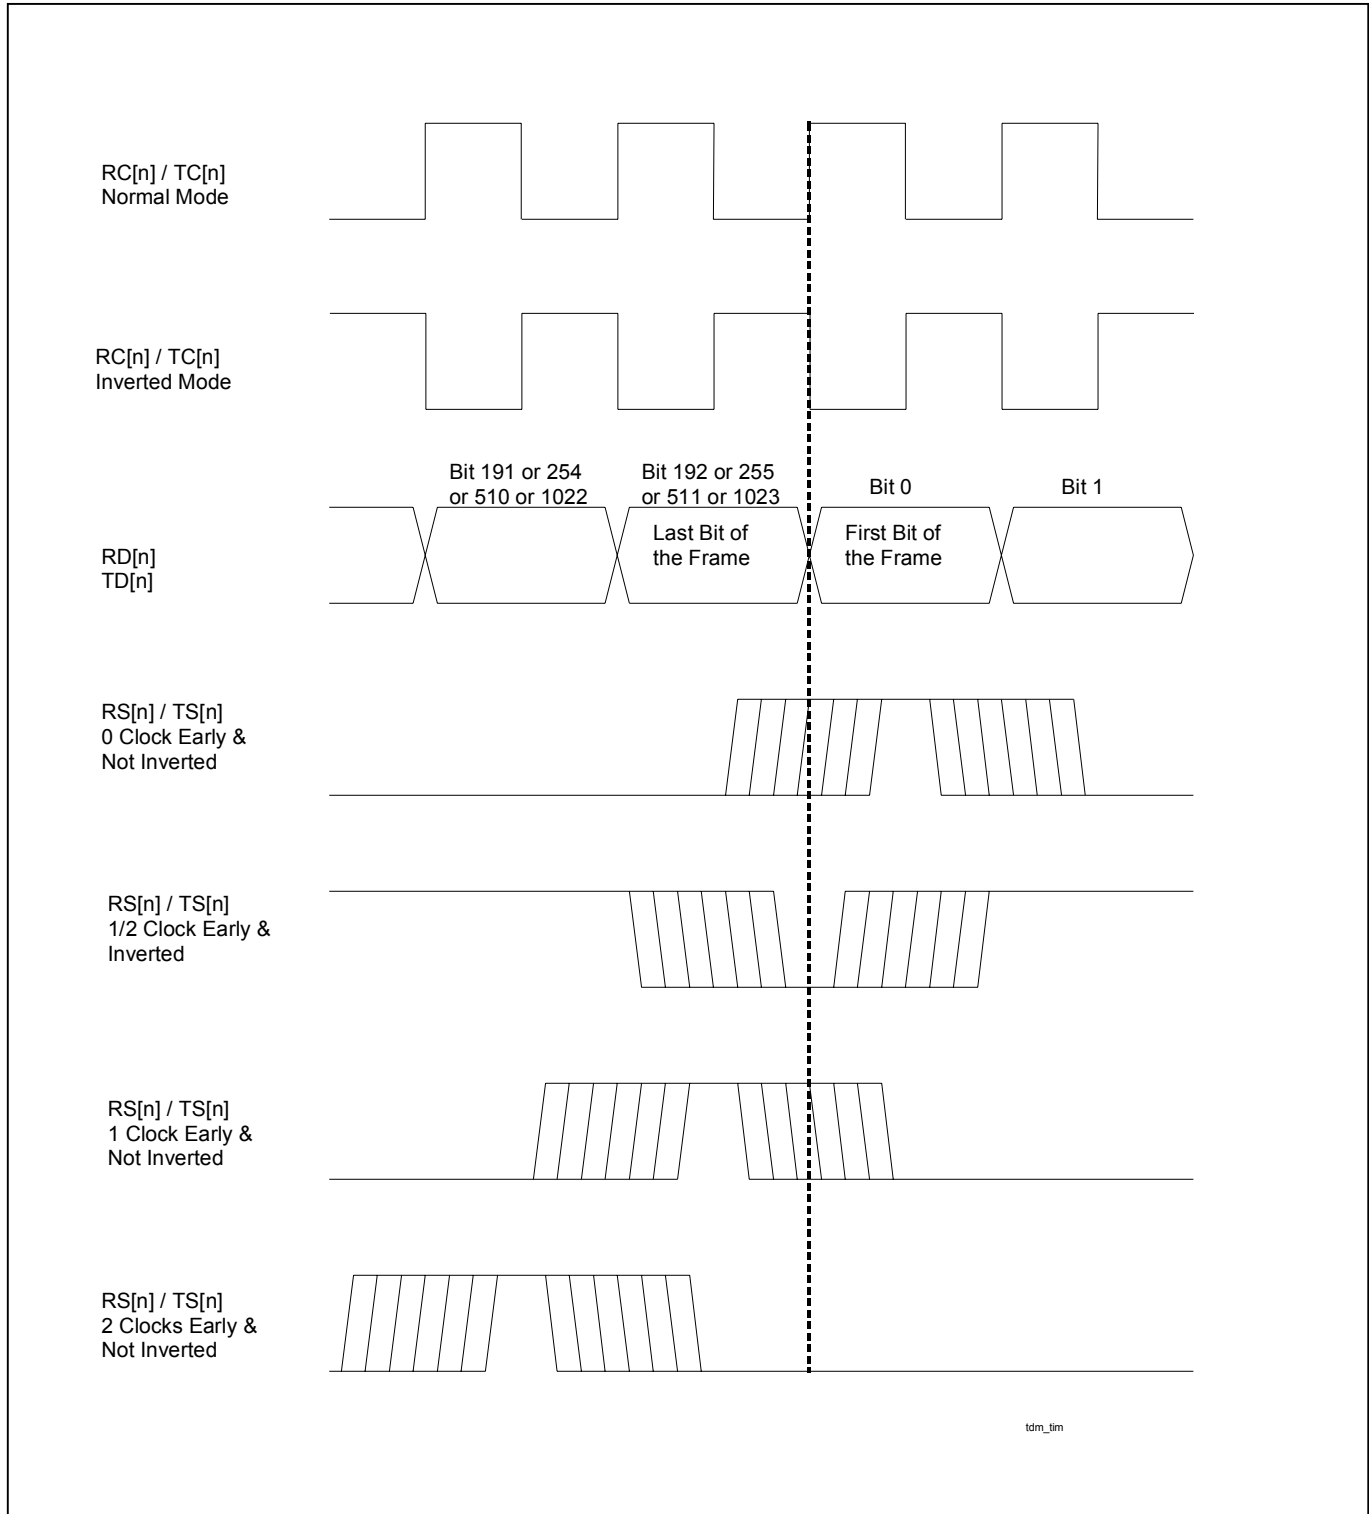 RC[n] / TC[n]
Normal Mode
RC[n] / TC[n]
Inverted Mode
Bit 191 or 254
or 510 or 1022
Bit 192 or 255
or 511 or 1023
Bit 0
Bit 1
Last Bit of
the Frame
First Bit of
the Frame
RD[n]
TD[n]
RS[n] / TS[n]
0 Clock Early &
Not Inverted
RS[n] / TS[n]
1/2 Clock Early &
Inverted
RS[n] / TS[n]
1 Clock Early &
Not Inverted
RS[n] / TS[n]
2 Clocks Early &
Not Inverted
tdm_tim